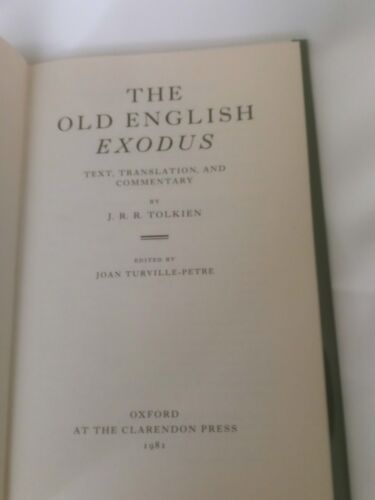 THE
OLD ENGLISH
EXODUS
TEXT, TRANSLATION, AND
COMMENTARY
BY
J. R. R. TOLKIEN
EDITED BY
JOAN TURVILLE-PETRE
OXFORD
AT THE CLARENDON PRESS
1981